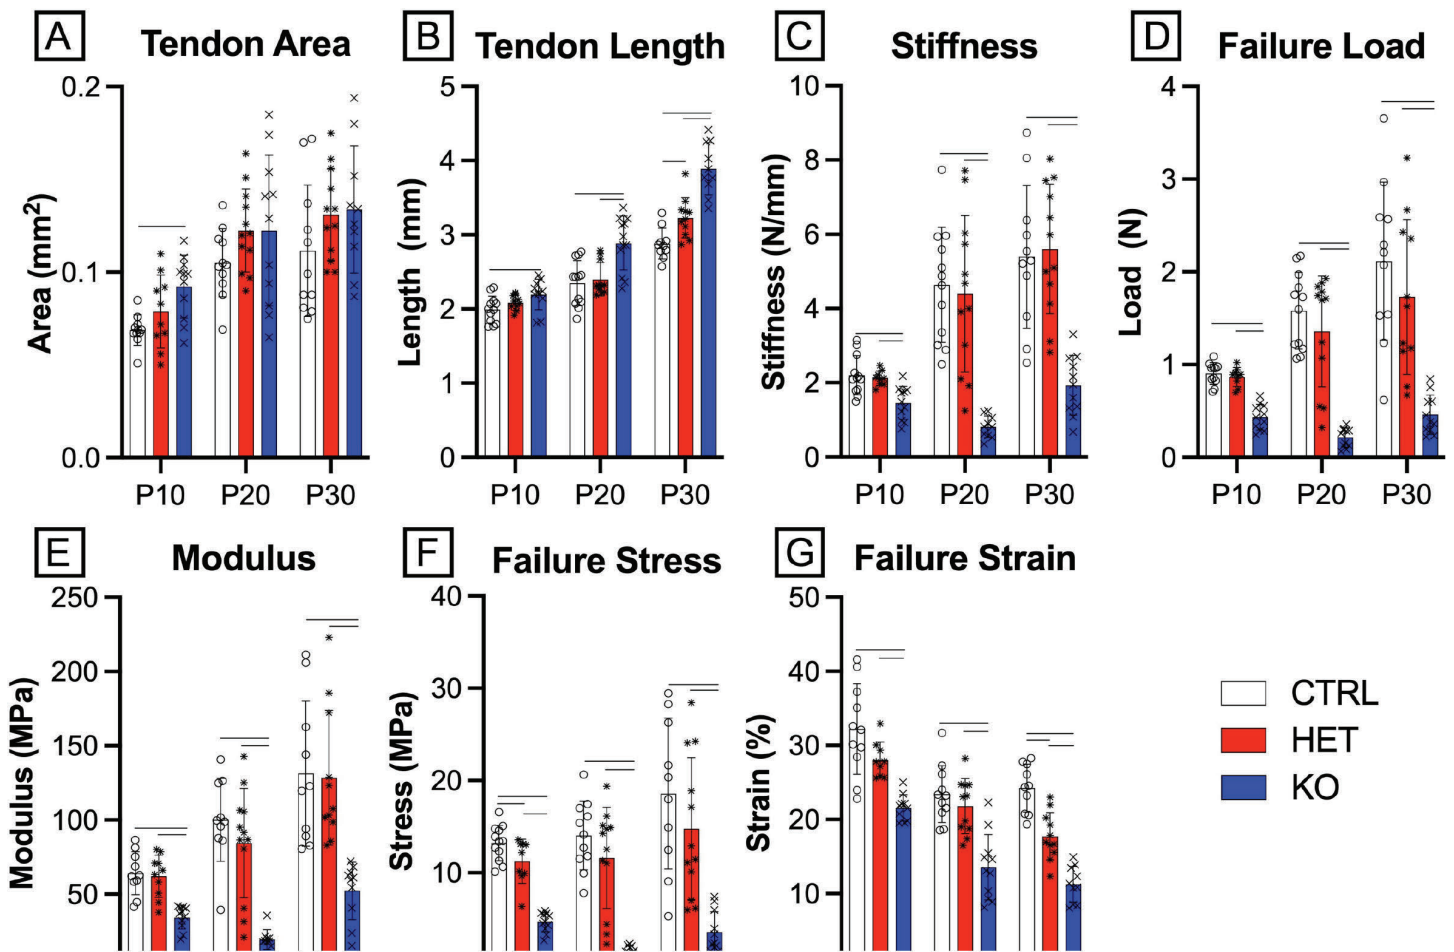 A Tendon Area
Area (mm²)
0.2
0.1
0.0
P10 P20 P30
B Tendon Length
Length (mm)
5
4
3
2
1
0
P10 P20 P30
C Stiffness
Stiffness (N/mm)
10
8
6
4
2
0
P10 P20 P30
D Failure Load
Load (N)
4
3
2
1
0
P10 P20 P30
E Modulus
Modulus (MPa)
250
200
150
100
50
F Failure Stress
Stress (MPa)
40
30
20
10
G Failure Strain
Strain (%)
50
40
30
20
10
CTRL
HET
KO